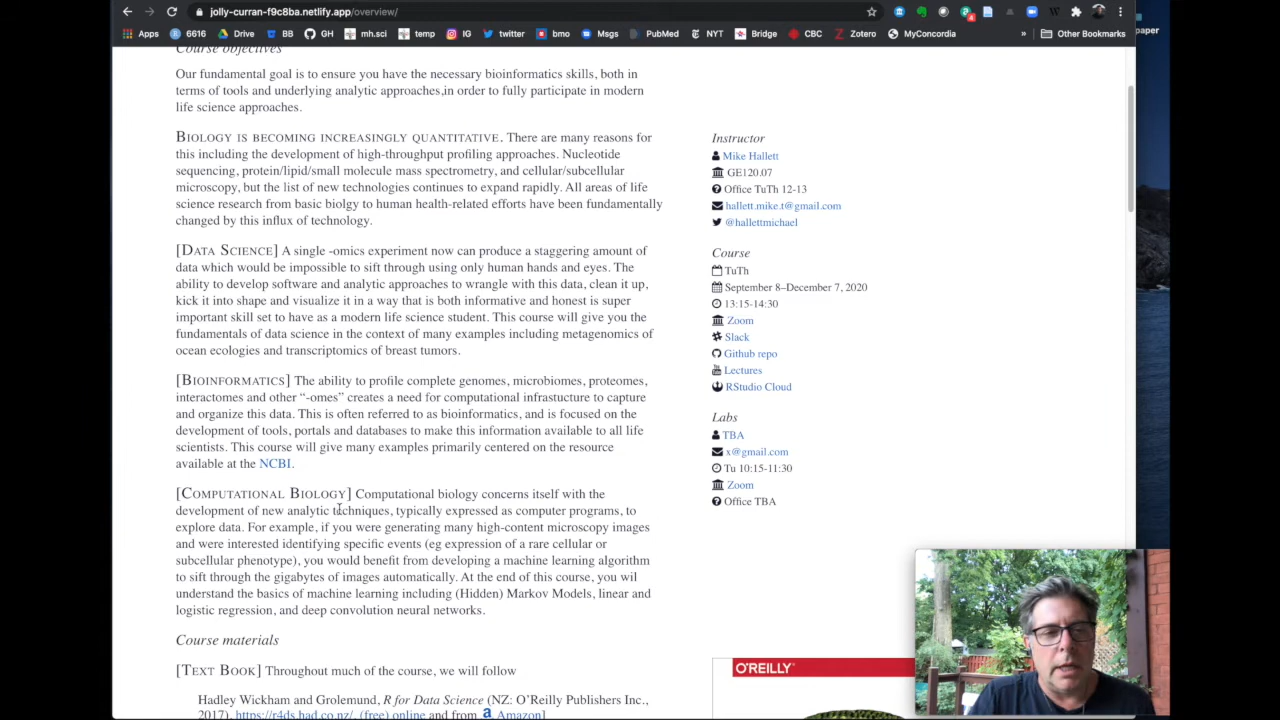 jolly-curran-f9c8ba.netlify.app/overview/
Apps 6616 Drive BB GH mh.sci temp IG twitter bmo Msgs PubMed NYT Bridge CBC Zotero MyConcordia » Other Bookmarks
paper
Course objectives
Our fundamental goal is to ensure you have the necessary bioinformatics skills, both in
terms of tools and underlying analytic approaches,in order to fully participate in modern
life science approaches.
Biology is becoming increasingly quantitative. There are many reasons for
this including the development of high-throughput profiling approaches. Nucleotide
sequencing, protein/lipid/small molecule mass spectrometry, and cellular/subcellular
microscopy, but the list of new technologies continues to expand rapidly. All areas of life
science research from basic biolgy to human health-related efforts have been fundamentally
changed by this influx of technology.
[Data Science] A single -omics experiment now can produce a staggering amount of
data which would be impossible to sift through using only human hands and eyes. The
ability to develop software and analytic approaches to wrangle with this data, clean it up,
kick it into shape and visualize it in a way that is both informative and honest is super
important skill set to have as a modern life science student. This course will give you the
fundamentals of data science in the context of many examples including metagenomics of
ocean ecologies and transcriptomics of breast tumors.
[Bioinformatics] The ability to profile complete genomes, microbiomes, proteomes,
interactomes and other “-omes” creates a need for computational infrastucture to capture
and organize this data. This is often referred to as bioinformatics, and is focused on the
development of tools, portals and databases to make this information available to all life
scientists. This course will give many examples primarily centered on the resource
available at the NCBI.
[Computational Biology] Computational biology concerns itself with the
development of new analytic techniques, typically expressed as computer programs, to
explore data. For example, if you were generating many high-content microscopy images
and were interested identifying specific events (eg expression of a rare cellular or
subcellular phenotype), you would benefit from developing a machine learning algorithm
to sift through the gigabytes of images automatically. At the end of this course, you wil
understand the basics of machine learning including (Hidden) Markov Models, linear and
logistic regression, and deep convolution neural networks.
Course materials
[Text Book] Throughout much of the course, we will follow
Hadley Wickham and Grolemund, R for Data Science (NZ: O’Reilly Publishers Inc.,
2017), https://r4ds.had.co.nz/, (free) online and from a Amazon]
Instructor
Mike Hallett
GE120.07
Office TuTh 12-13
hallett.mike.t@gmail.com
@hallettmichael
Course
TuTh
September 8–December 7, 2020
13:15-14:30
Zoom
Slack
Github repo
Lectures
RStudio Cloud
Labs
TBA
x@gmail.com
Tu 10:15-11:30
Zoom
Office TBA
O'REILLY